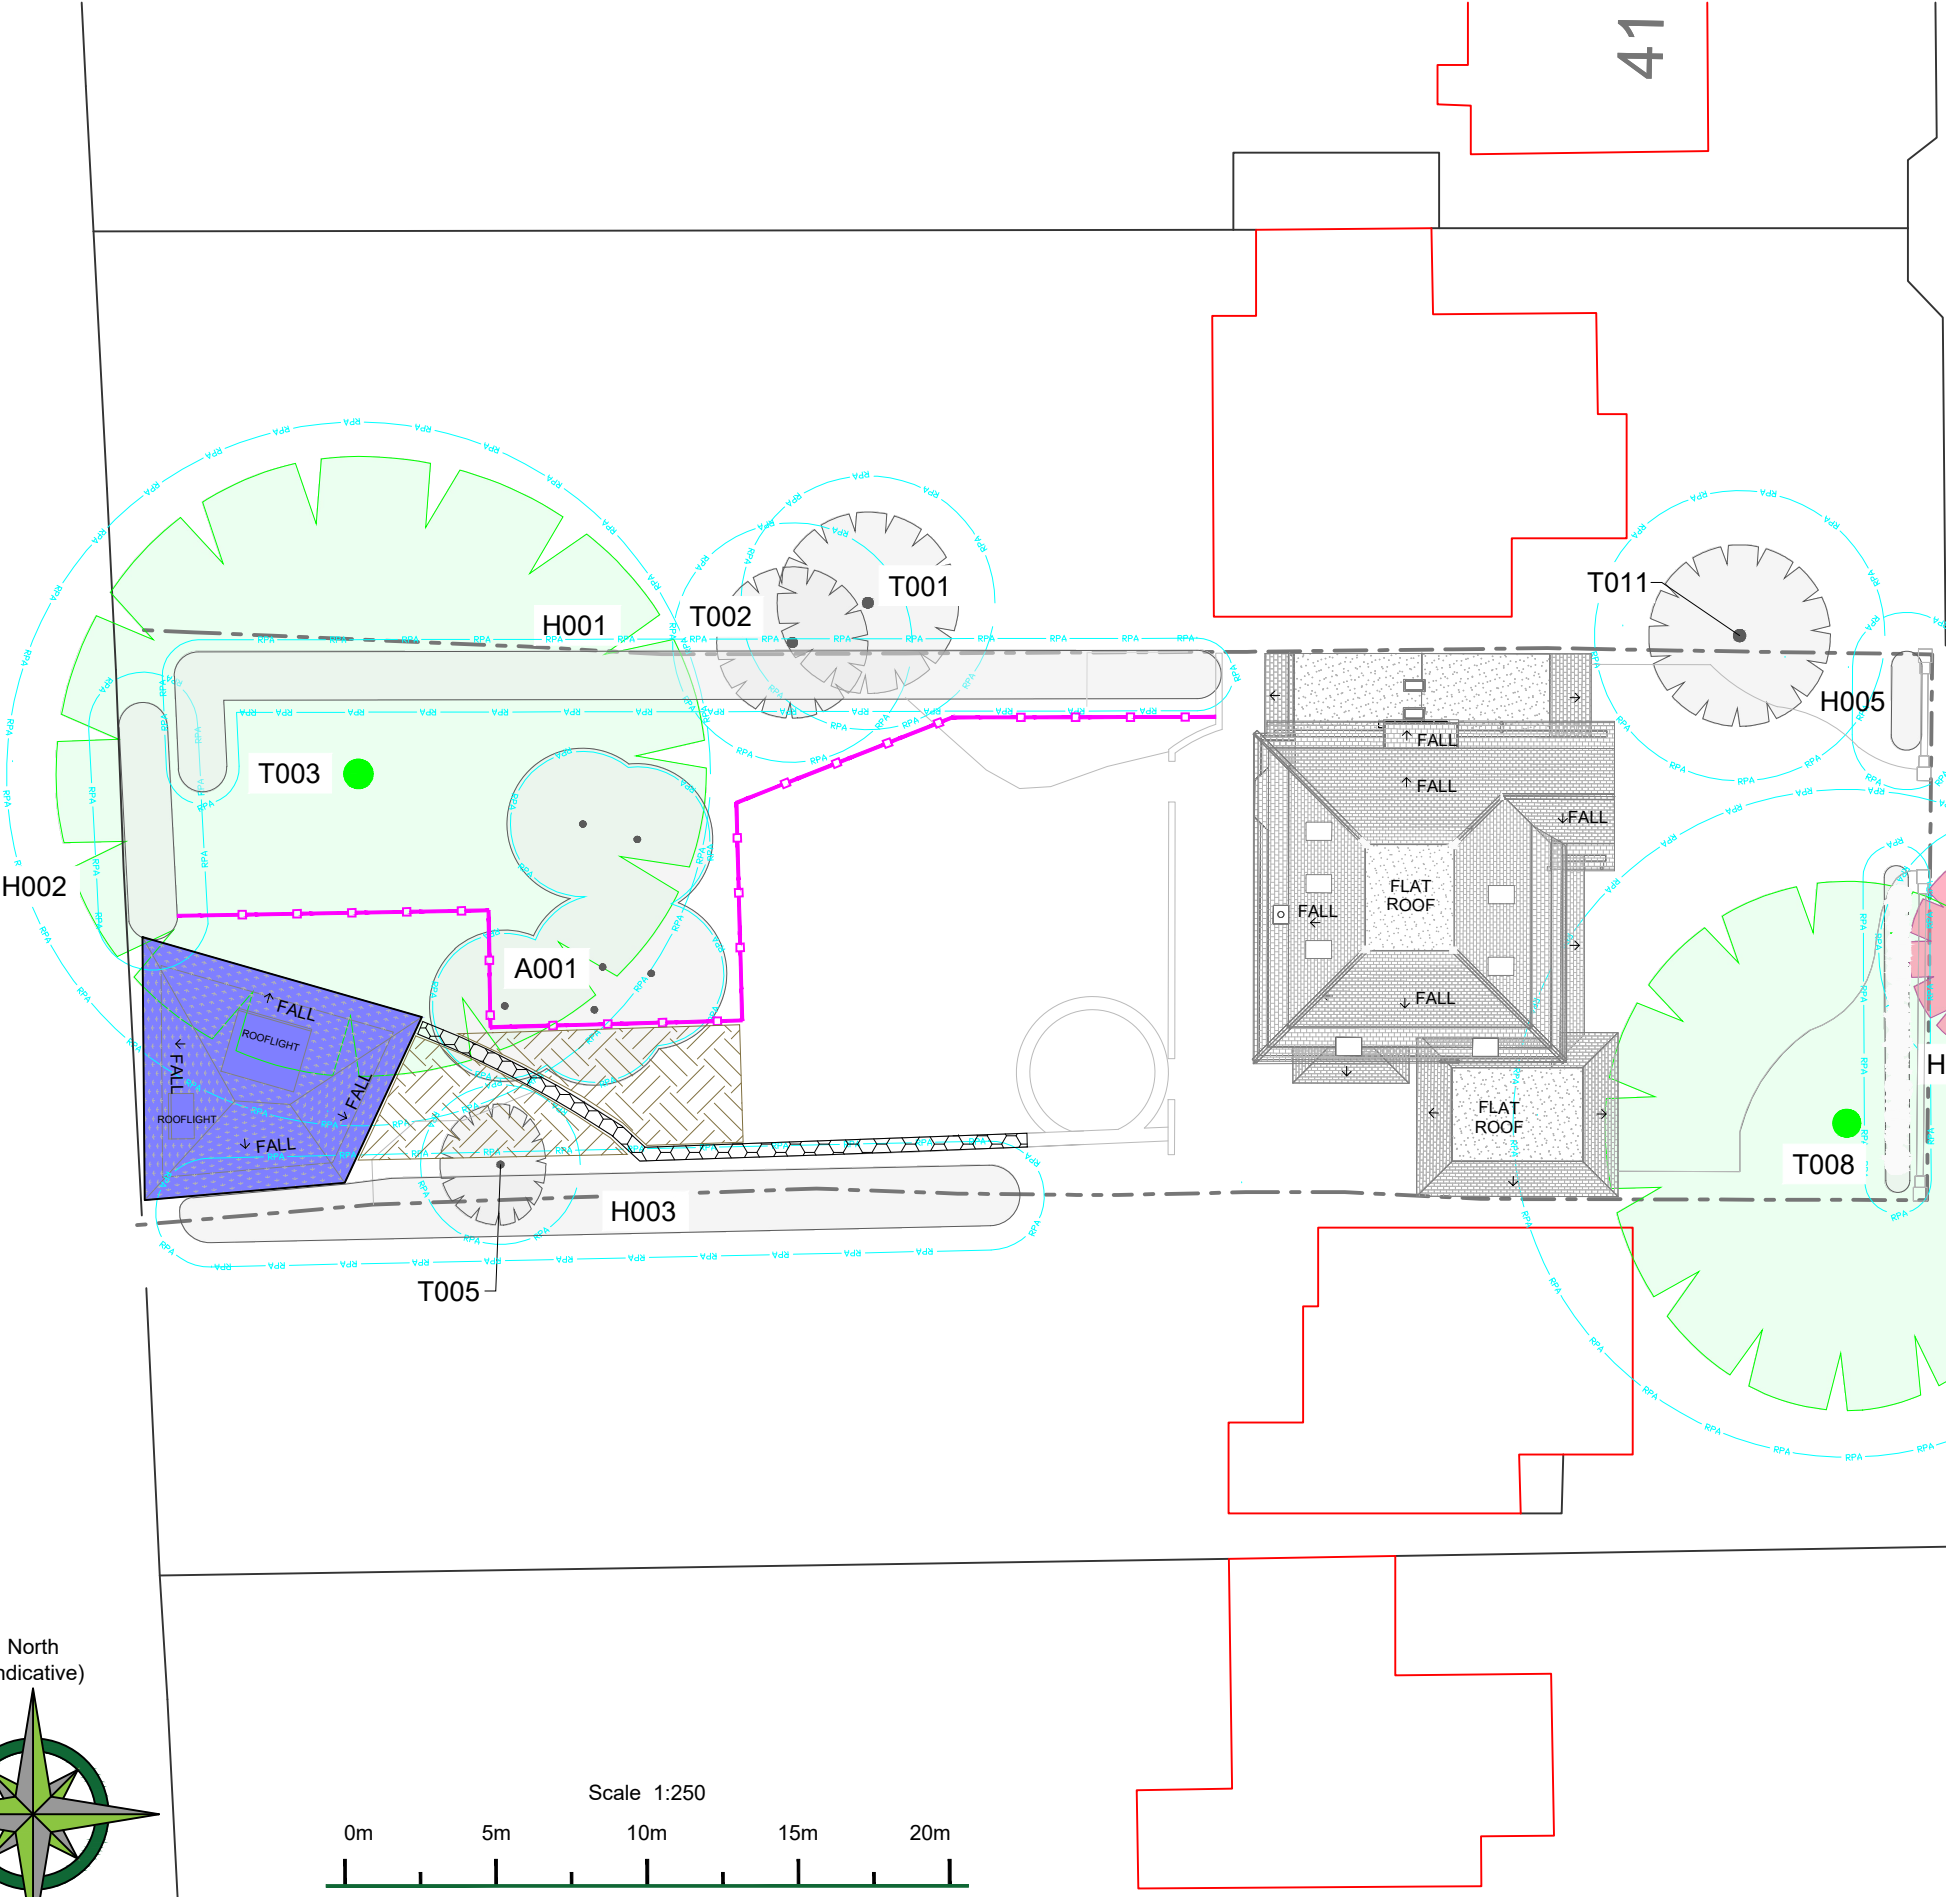 41
T011
T001
T002
H001
H005
T003
H002
FALL
FALL
FALL
FLAT
ROOF
FALL
A001
FALL
FALL
ROOFLIGHT
FALL
FALL
ROOFLIGHT
FALL
H
FLAT
ROOF
T008
H003
T005
RPA
North
ndicative)
Scale 1:250
0m
5m
10m
15m
20m